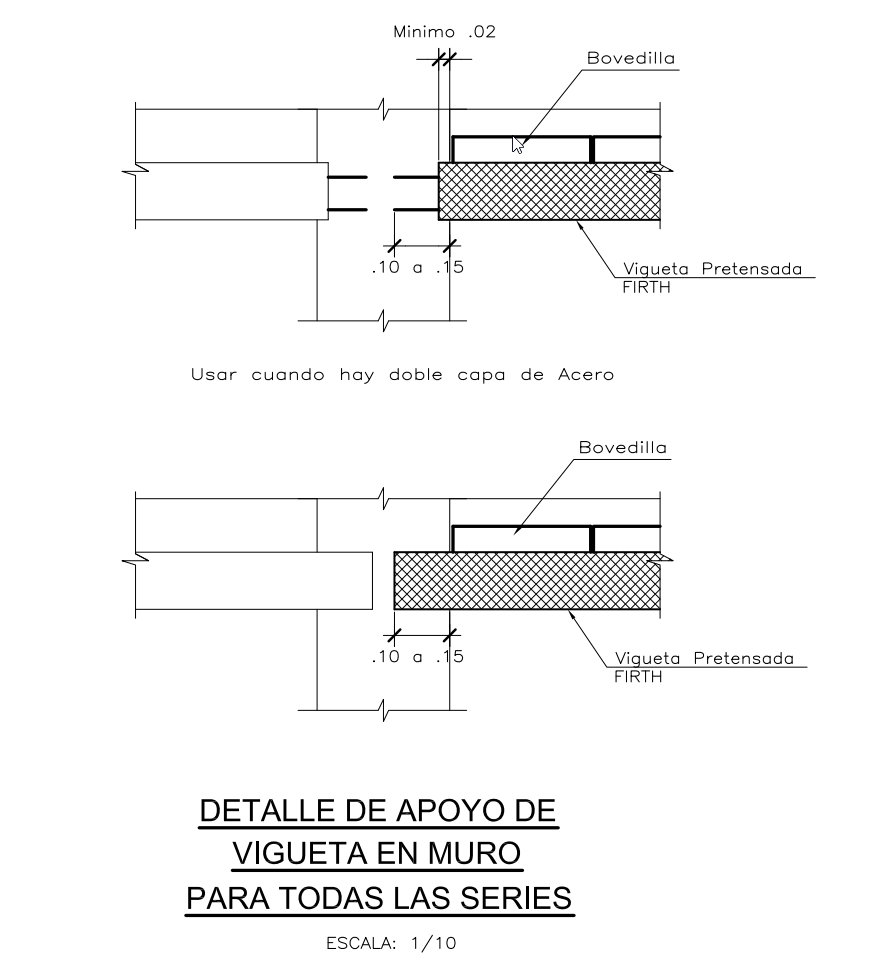 Minimo .02
Bovedilla
.10 a .15
Vigueta Pretensada
FIRTH
Usar cuando hay doble capa de Acero
Bovedilla
.10 a .15
Vigueta Pretensada
FIRTH
DETALLE DE APOYO DE
VIGUETA EN MURO
PARA TODAS LAS SERIES
ESCALA: 1/10